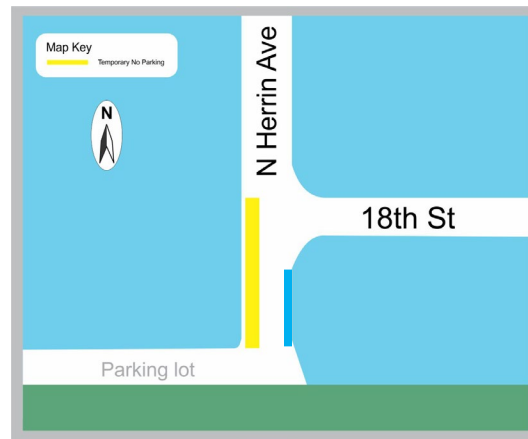 Map Key
Temporary No Parking
N
N Herrin Ave
18th St
Parking lot